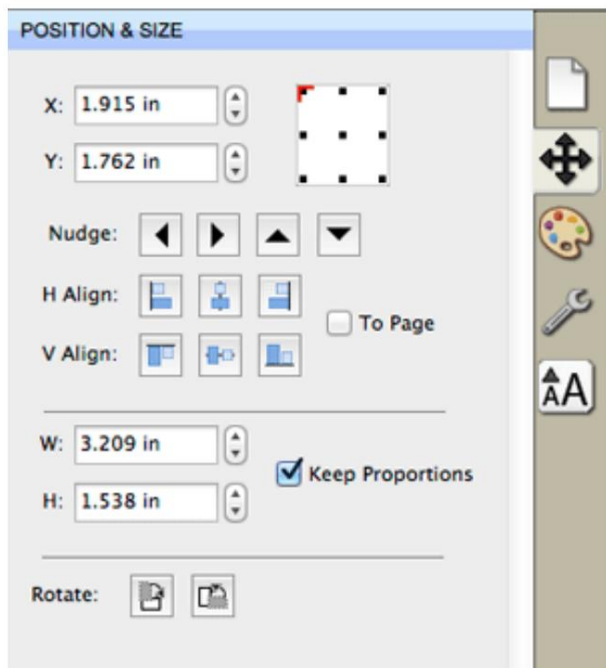 POSITION & SIZE
X: 1.915 in
Y: 1.762 in
Nudge:
H Align:
To Page
V Align:
W: 3.209 in
Keep Proportions
H: 1.538 in
Rotate:
AA